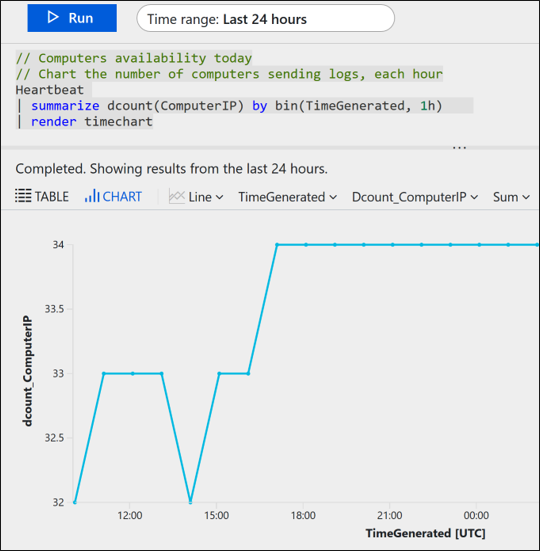 Run
Time range: Last 24 hours
// Computers availability today
// Chart the number of computers sending logs, each hour
Heartbeat
| summarize dcount(ComputerIP) by bin(TimeGenerated, 1h)
| render timechart
...
Completed. Showing results from the last 24 hours.
TABLE CHART Line TimeGenerated Dcount_ComputerIP Sum
34
33.5
33
32.5
32
dcount_ComputerIP
12:00 15:00 18:00 21:00 00:00
TimeGenerated [UTC]